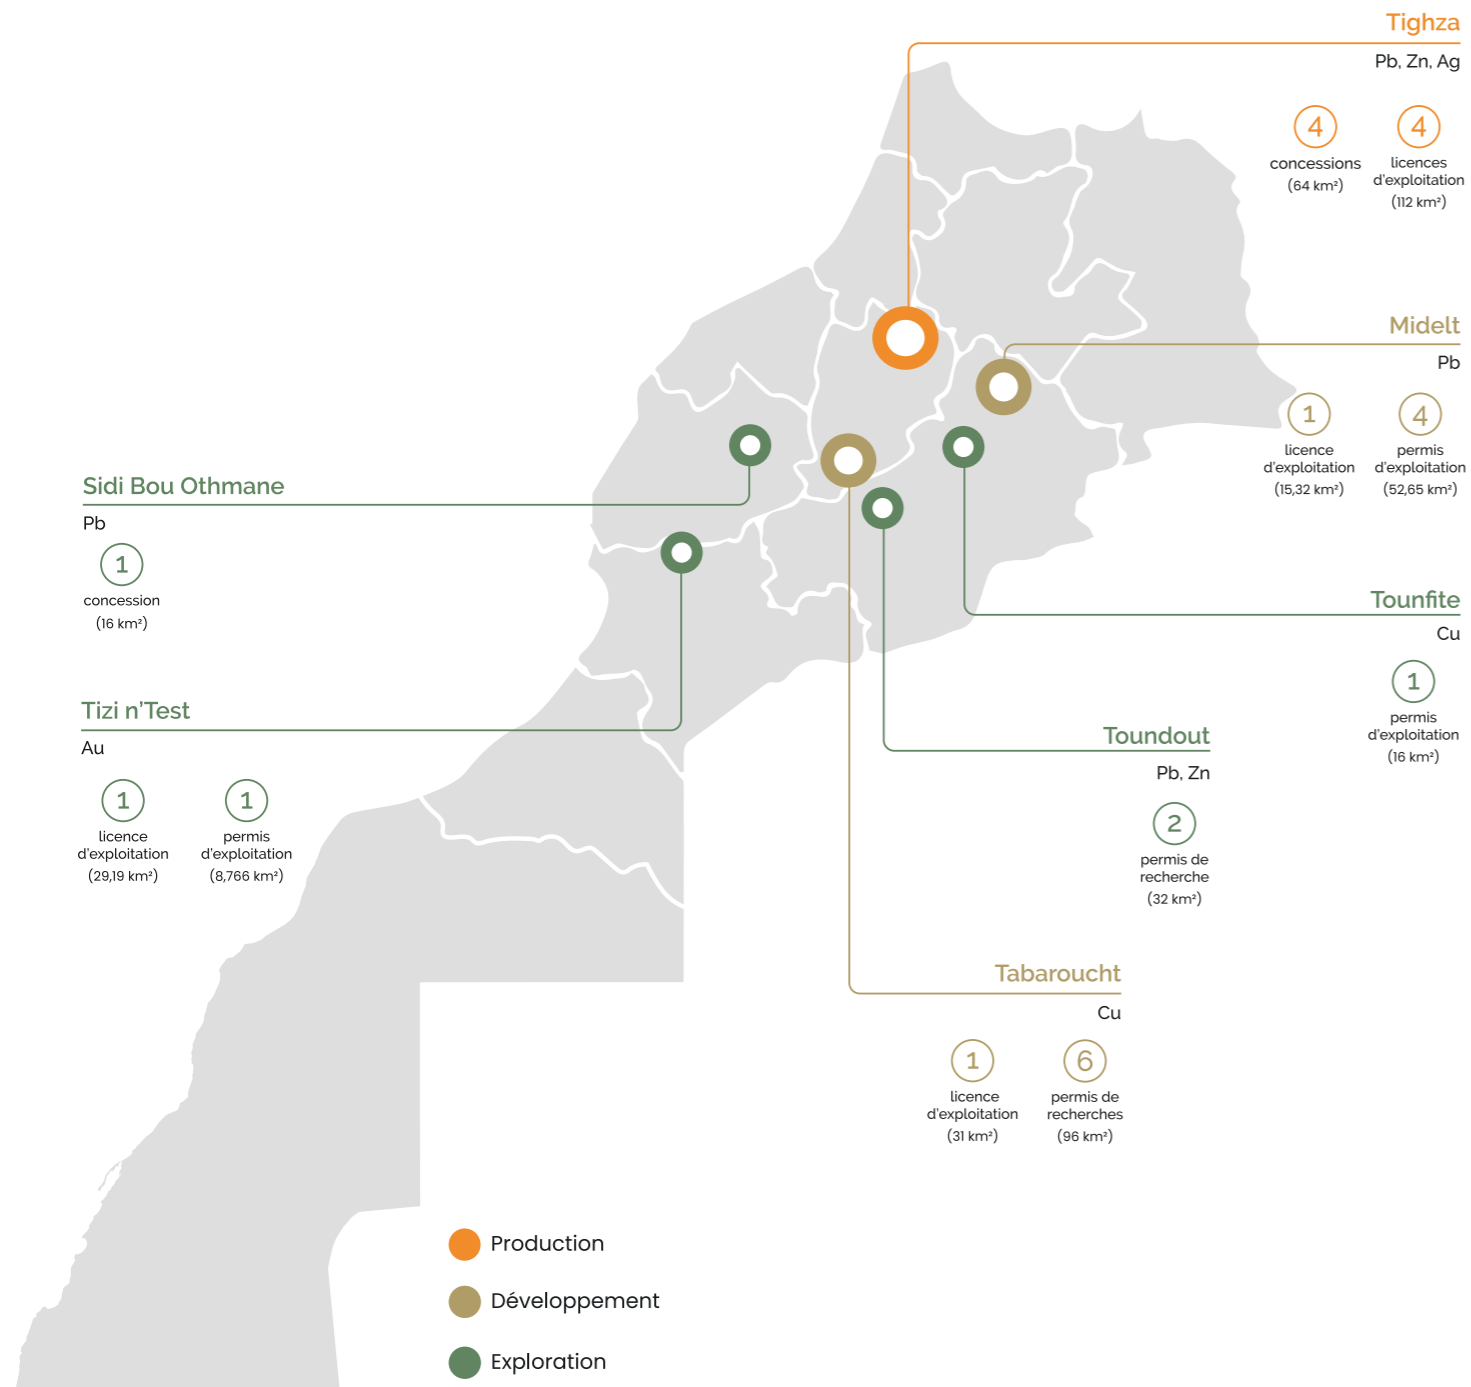 Tighza
Pb, Zn, Ag
4
concessions
(64 km²)
4
licences
d'exploitation
(112 km²)
Midelt
Pb
1
licence
d'exploitation
(15,32 km²)
4
permis
d'exploitation
(52,65 km²)
Sidi Bou Othmane
Pb
1
concession
(16 km²)
Tounfite
Cu
1
permis
d'exploitation
(16 km²)
Tizi n'Test
Au
1
licence
d'exploitation
(29,19 km²)
1
permis
d'exploitation
(8,766 km²)
Toundout
Pb, Zn
2
permis de
recherche
(32 km²)
Tabaroucht
Cu
1
licence
d'exploitation
(31 km²)
6
permis de
recherches
(96 km²)
Production
Développement
Exploration